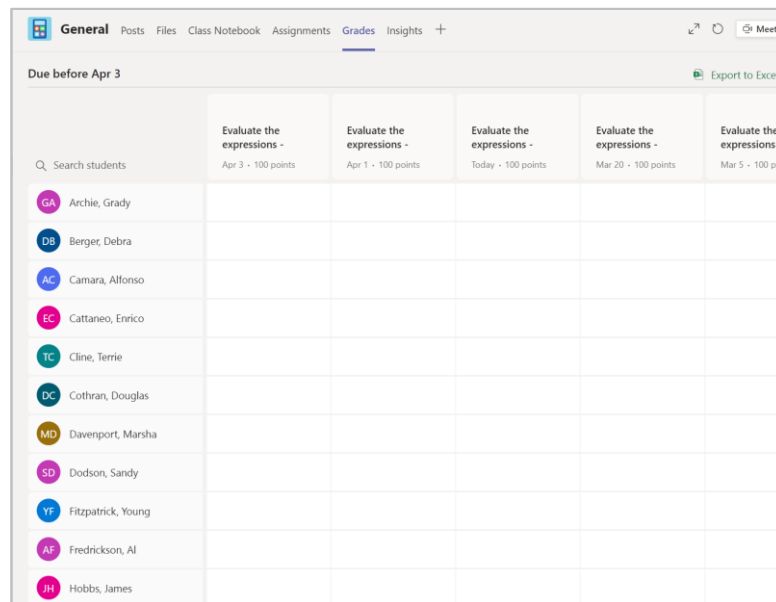 General Posts Files Class Notebook Assignments Grades Insights + Meet
Due before Apr 3 Export to Exce
Evaluate the expressions - Evaluate the expressions - Evaluate the expressions - Evaluate the expressions - Evaluate the expressions
Search students Apr 3 • 100 points Apr 1 • 100 points Today • 100 points Mar 20 • 100 points Mar 5 • 100 p
GA Archie, Grady
DB Berger, Debra
AC Camara, Alfonso
EC Cattaneo, Enrico
TC Cline, Terrie
DC Cothran, Douglas
MD Davenport, Marsha
SD Dodson, Sandy
YF Fitzpatrick, Young
AF Fredrickson, Al
JH Hobbs, James